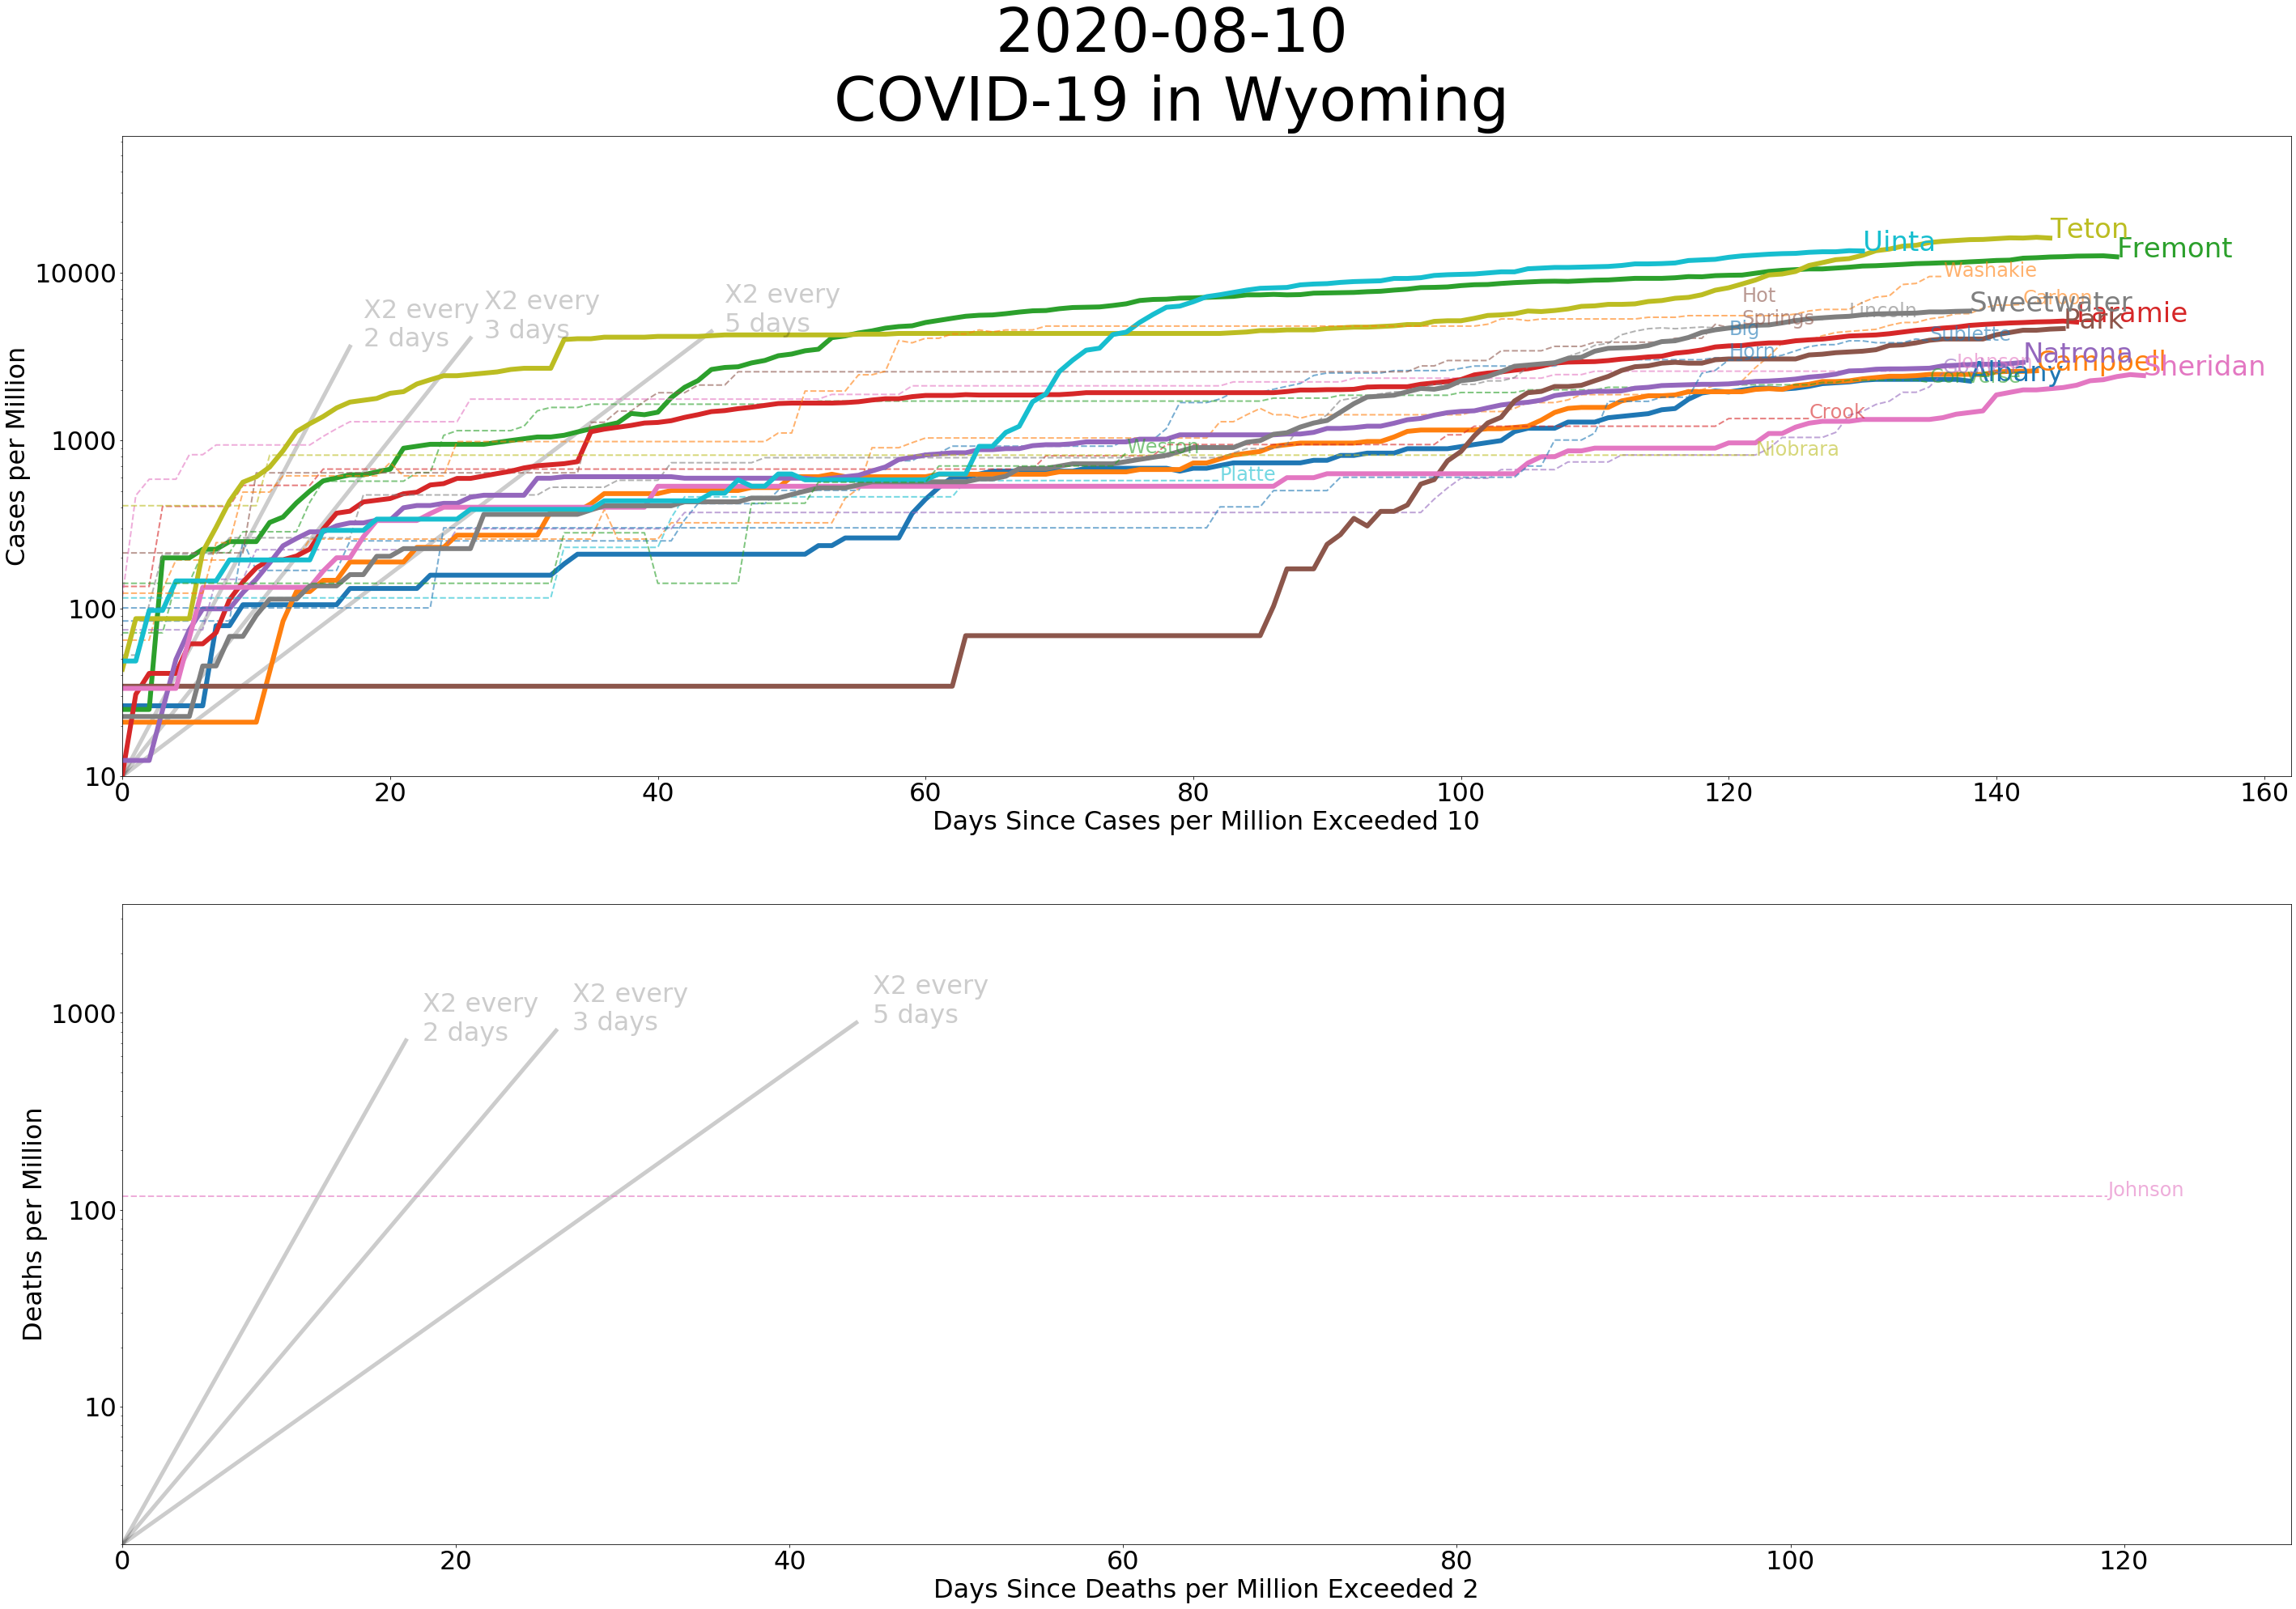 2020-08-10
COVID-19 in Wyoming
Cases per Million
10000
1000
100
10
X2 every
2 days
X2 every
3 days
X2 every
5 days
Uinta
Teton
Fremont
Washakie
Hot
Springs
Carbon
Lincoln
Sweetwater
Laramie
Park
Big
Horn
Sublette
Natrona
Johnson
Campbell
Sheridan
Albany
Crook
Niobrara
Weston
Platte
0
20
40
60
80
100
120
140
160
Days Since Cases per Million Exceeded 10
Deaths per Million
1000
100
10
X2 every
2 days
X2 every
3 days
X2 every
5 days
Johnson
0
20
40
60
80
100
120
Days Since Deaths per Million Exceeded 2